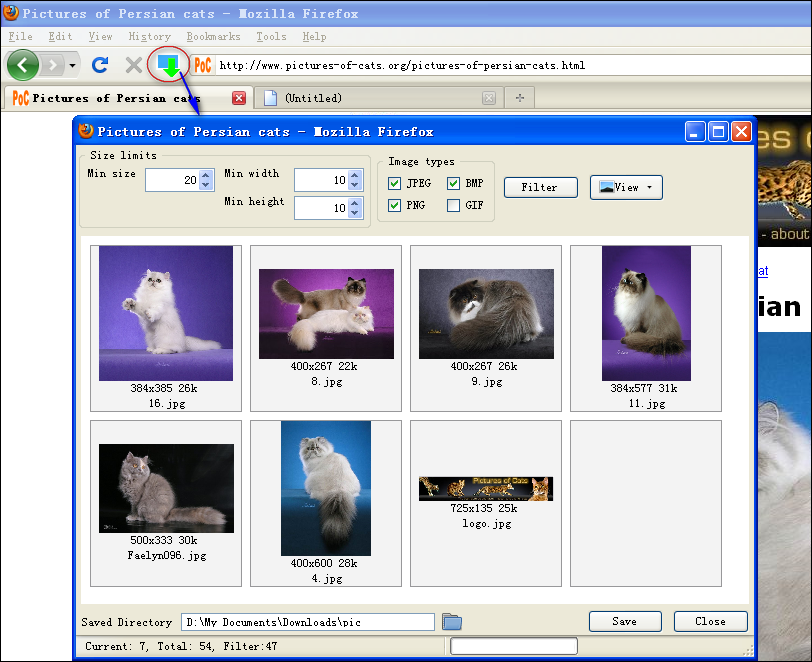 Pictures of Persian cats - Mozilla Firefox
File Edit View History Bookmarks Tools Help
PoC http://www.pictures-of-cats.org/pictures-of-persian-cats.html
PoC Pictures of Persian cats (Untitled)
Pictures of Persian cats - Mozilla Firefox
Size limits
Image types
Min size 20 Min width 10
JPEG BMP
Filter View
Min height 10
PNG GIF
- about
at
ian
384x385 26k
16.jpg
400x267 22k
8.jpg
400x267 26k
9.jpg
384x577 31k
11.jpg
500x333 30k
Faelyn096.jpg
400x600 28k
4.jpg
Pictures of Cats
725x135 25k
logo.jpg
Saved Directory D:\My Documents\Downloads\pic Save Close
Current: 7, Total: 54, Filter:47